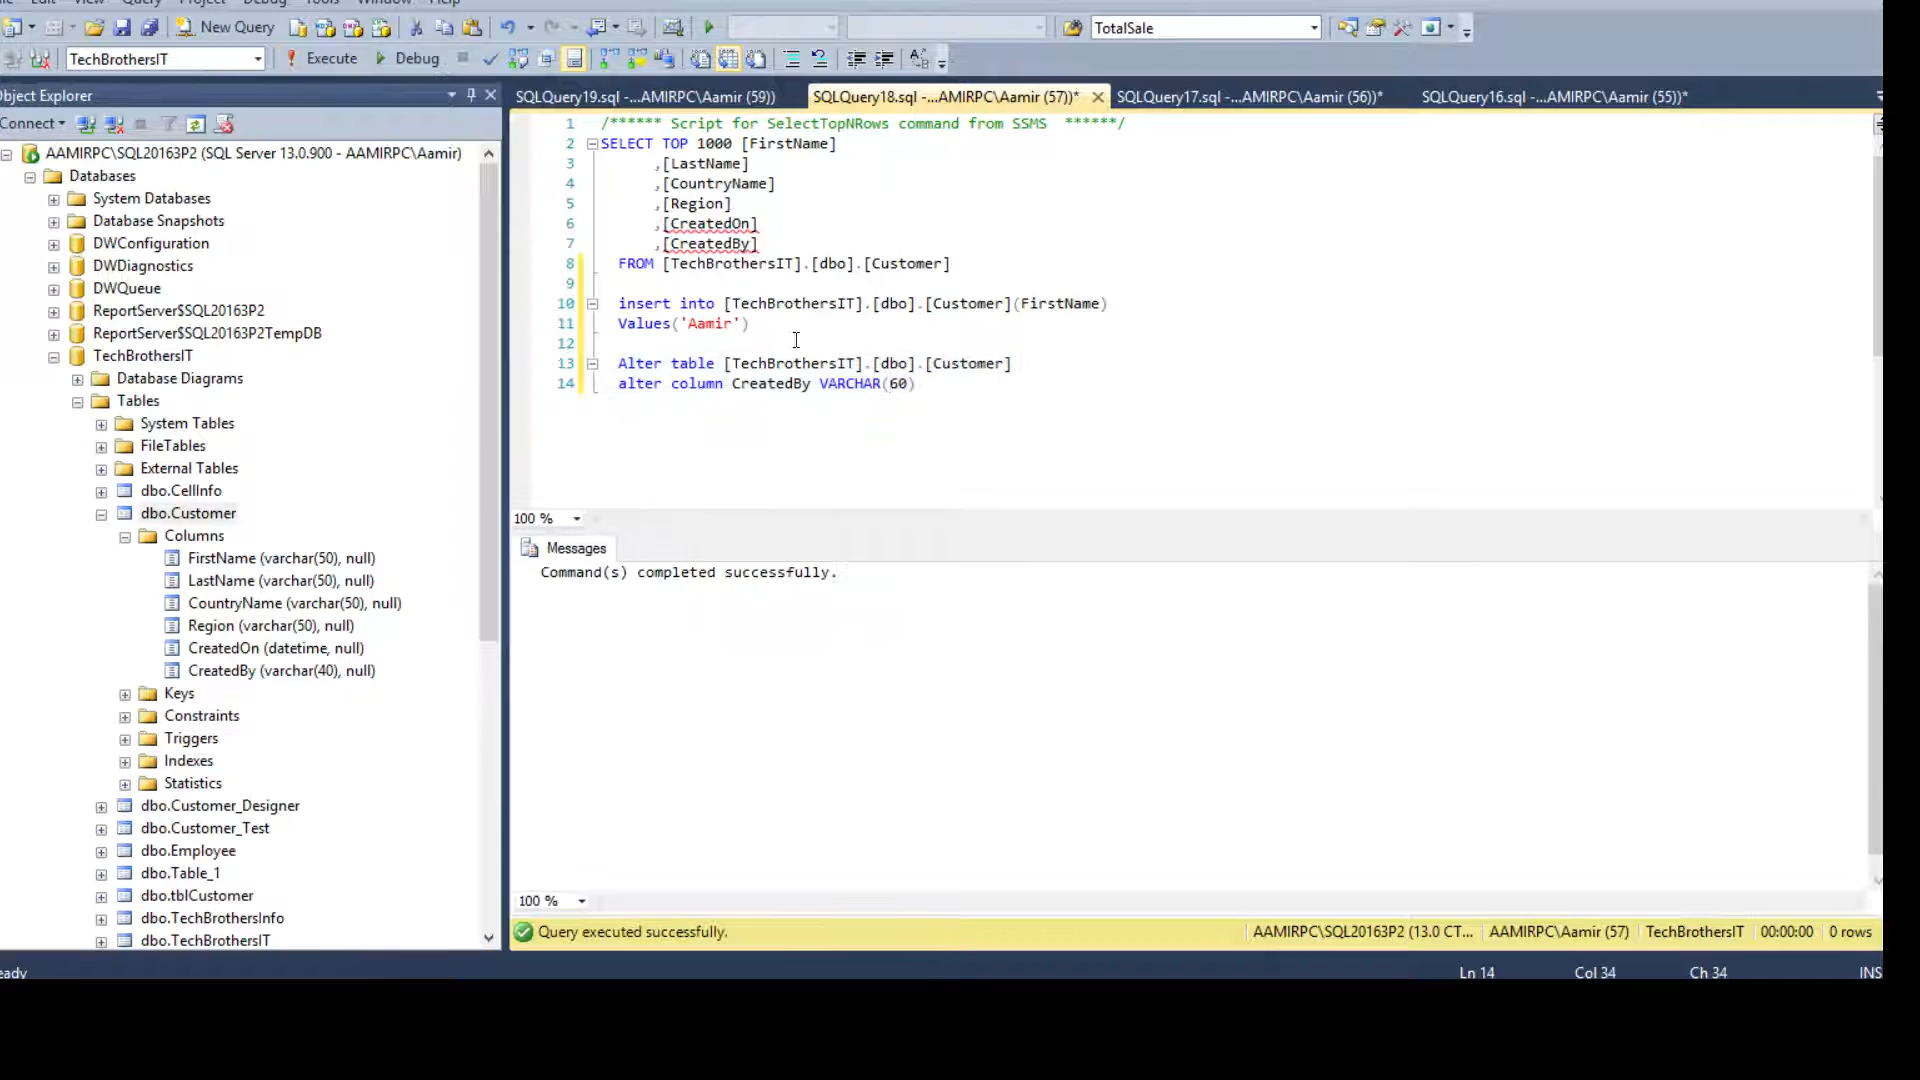 View Query Project Debug Tools Window Help
New Query
TotalSale
TechBrothersIT
Execute
Debug
Object Explorer
SQLQuery19.sql -...AMIRPC\Aamir (59))
SQLQuery18.sql -...AMIRPC\Aamir (57))*
SQLQuery17.sql -...AMIRPC\Aamir (56))*
SQLQuery16.sql -...AMIRPC\Aamir (55))*
Connect
AAMIRPC\SQL20163P2 (SQL Server 13.0.900 - AAMIRPC\Aamir)
Databases
System Databases
Database Snapshots
DWConfiguration
DWDiagnostics
DWQueue
ReportServer$SQL20163P2
ReportServer$SQL20163P2TempDB
TechBrothersIT
Database Diagrams
Tables
System Tables
FileTables
External Tables
dbo.CellInfo
dbo.Customer
Columns
FirstName (varchar(50), null)
LastName (varchar(50), null)
CountryName (varchar(50), null)
Region (varchar(50), null)
CreatedOn (datetime, null)
CreatedBy (varchar(40), null)
Keys
Constraints
Triggers
Indexes
Statistics
dbo.Customer_Designer
dbo.Customer_Test
dbo.Employee
dbo.Table_1
dbo.tblCustomer
dbo.TechBrothersInfo
dbo.TechBrothersIT
1 /****** Script for SelectTopNRows command from SSMS ******/
2 SELECT TOP 1000 [FirstName]
3 ,[LastName]
4 ,[CountryName]
5 ,[Region]
6 ,[CreatedOn]
7 ,[CreatedBy]
8 FROM [TechBrothersIT].[dbo].[Customer]
9
10 insert into [TechBrothersIT].[dbo].[Customer](FirstName)
11 Values('Aamir')
12
13 Alter table [TechBrothersIT].[dbo].[Customer]
14 alter column CreatedBy VARCHAR(60)
100 %
Messages
Command(s) completed successfully.
100 %
Query executed successfully.
AAMIRPC\SQL20163P2 (13.0 CT... AAMIRPC\Aamir (57) TechBrothersIT 00:00:00 0 rows
Ln 14 Col 34 Ch 34 INS